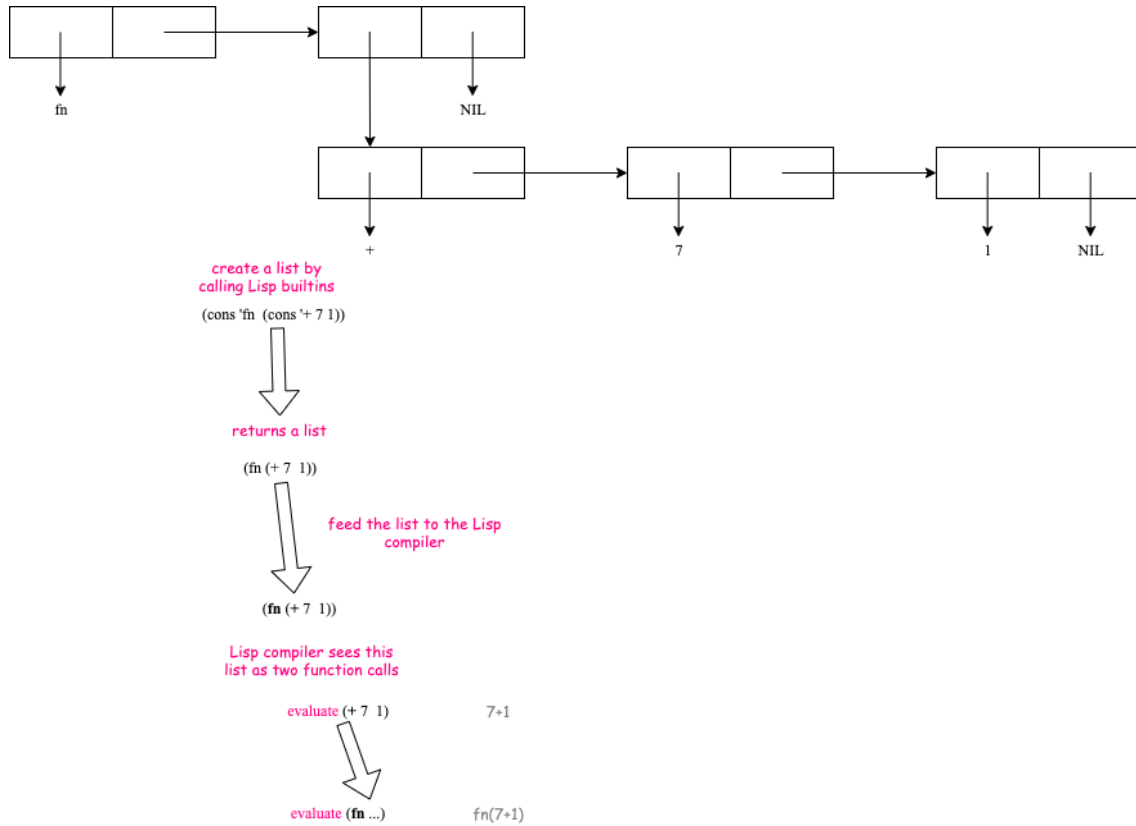 fn
NIL
+
7
1
NIL
create a list by
calling Lisp builtins
(cons 'fn (cons '+ 7 1))
returns a list
(fn (+ 7 1))
feed the list to the Lisp
compiler
(fn (+ 7 1))
Lisp compiler sees this
list as two function calls
evaluate (+ 7 1)
7+1
evaluate (fn ...)
fn(7+1)